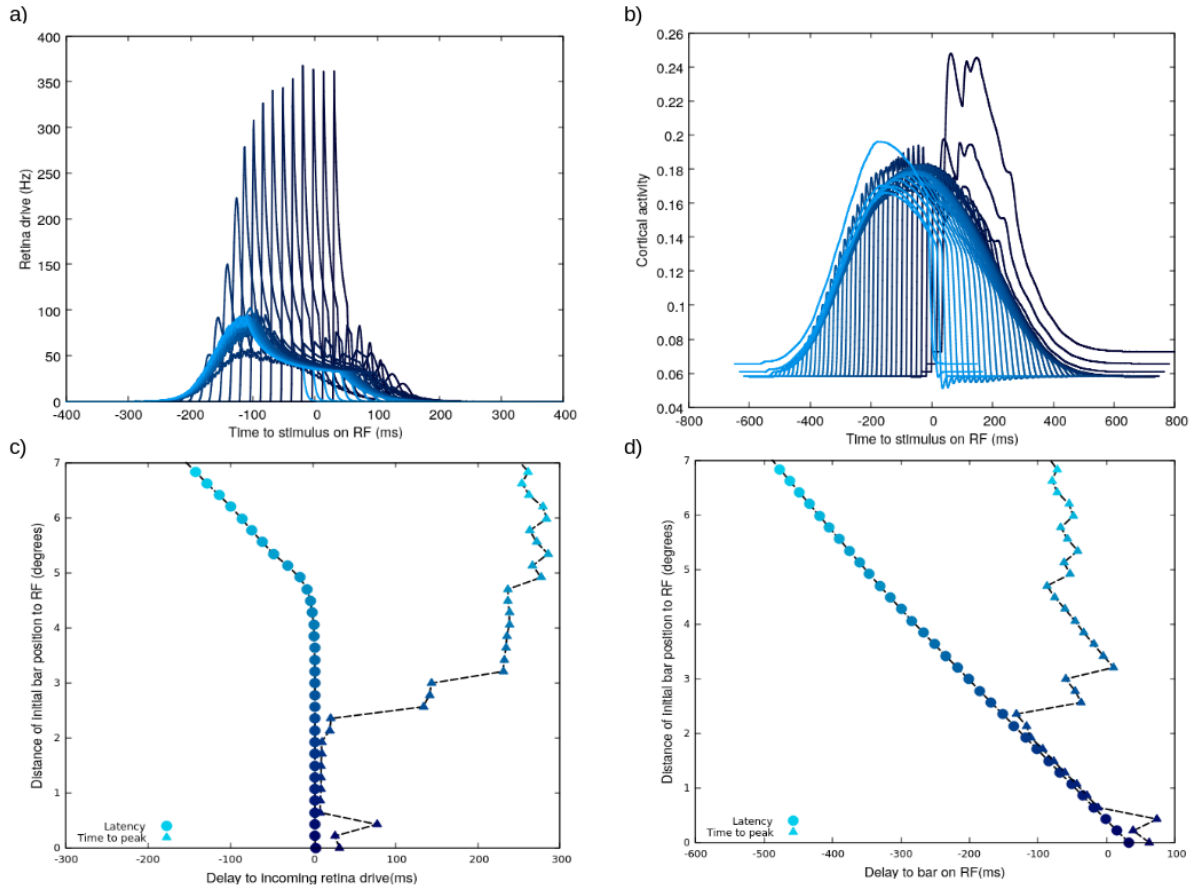 a)
400
350
300
250
200
150
100
50
0
Retina drive (Hz)
-400 -300 -200 -100 0 100 200 300 400
Time to stimulus on RF (ms)
b)
0.26
0.24
0.22
0.2
0.18
0.16
0.14
0.12
0.1
0.08
0.06
0.04
Cortical activity
-800 -600 -400 -200 0 200 400 600 800
Time to stimulus on RF (ms)
c)
7
6
5
4
3
2
1
0
Distance of initial bar position to RF (degrees)
Latency
Time to peak
-300 -200 -100 0 100 200 300
Delay to incoming retina drive(ms)
d)
7
6
5
4
3
2
1
0
Distance of initial bar position to RF (degrees)
Latency
Time to peak
-500 -400 -300 -200 -100 0 100
Delay to bar on RF(ms)